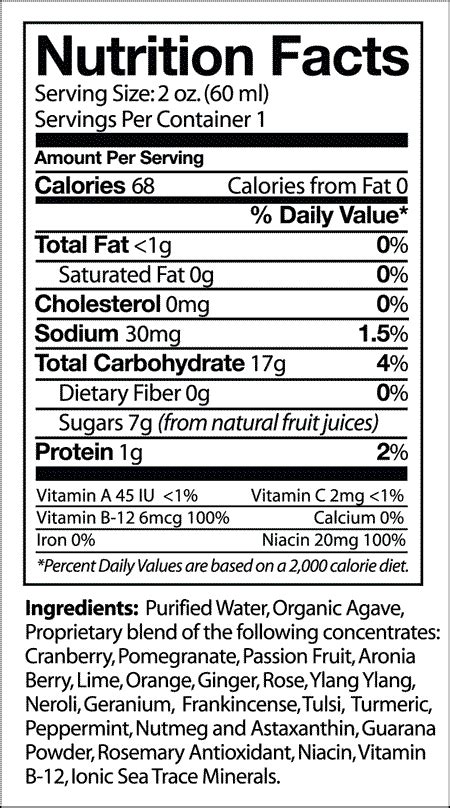 Nutrition Facts
Serving Size: 2 oz. (60 ml)
Servings Per Container 1
Amount Per Serving
Calories 68 Calories from Fat 0
% Daily Value*
Total Fat <1g 0%
Saturated Fat 0g 0%
Cholesterol 0mg 0%
Sodium 30mg 1.5%
Total Carbohydrate 17g 4%
Dietary Fiber 0g 0%
Sugars 7g (from natural fruit juices)
Protein 1g 2%
Vitamin A 45 IU <1% Vitamin C 2mg <1%
Vitamin B-12 6mcg 100% Calcium 0%
Iron 0% Niacin 20mg 100%
*Percent Daily Values are based on a 2,000 calorie diet.
Ingredients: Purified Water, Organic Agave,
Proprietary blend of the following concentrates:
Cranberry, Pomegranate, Passion Fruit, Aronia
Berry, Lime, Orange, Ginger, Rose, Ylang Ylang,
Neroli, Geranium, Frankincense, Tulsi, Turmeric,
Peppermint, Nutmeg and Astaxanthin, Guarana
Powder, Rosemary Antioxidant, Niacin, Vitamin
B-12, Ionic Sea Trace Minerals.